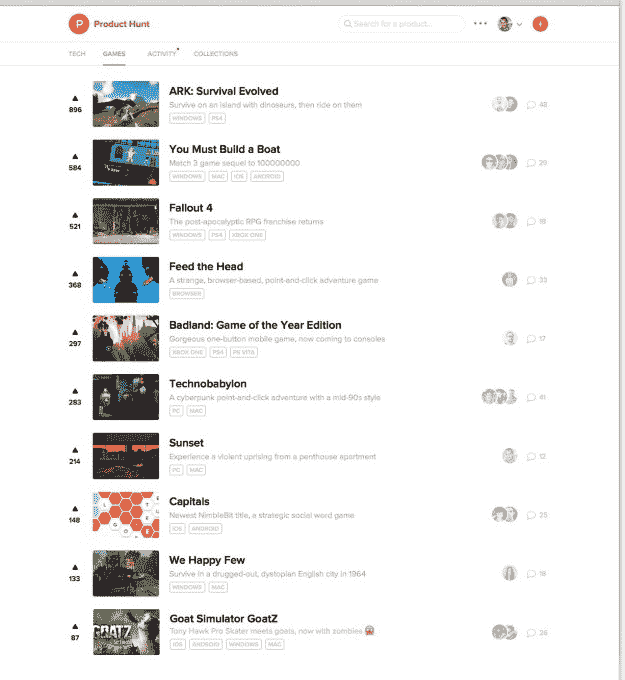 P Product Hunt
Search for a product...
TECH GAMES ACTIVITY COLLECTIONS
ARK: Survival Evolved
Survive on an island with dinosaurs, then ride on them
896
48
WINDOWS PS4
You Must Build a Boat
Match 3 game sequel to 100000000
584
29
WINDOWS MAC IOS ANDROID
Fallout 4
The post-apocalyptic RPG franchise returns
521
WINDOWS PS4 XBOX ONE
Feed the Head
A strange, browser-based, point-and-click adventure game
368
33
BROWSER
Badland: Game of the Year Edition
Gorgeous one-button mobile game, now coming to consoles
297
17
XBOX ONE PS4 PS VITA
Technobabylon
A cyberpunk point-and-click adventure with a mid-90s style
283
41
PC MAC
Sunset
Experience a violent uprising from a penthouse apartment
214
12
PC MAC
Capitals
Newest NimbleBit title, a strategic social word game
148
25
IOS ANDROID
We Happy Few
Survive in a drugged-out, dystopian English city in 1964
133
WINDOWS MAC
GOATZ
Goat Simulator GoatZ
Tony Hawk Pro Skater meets goats, now with zombies
87
IOS ANDROID WINDOWS MAC